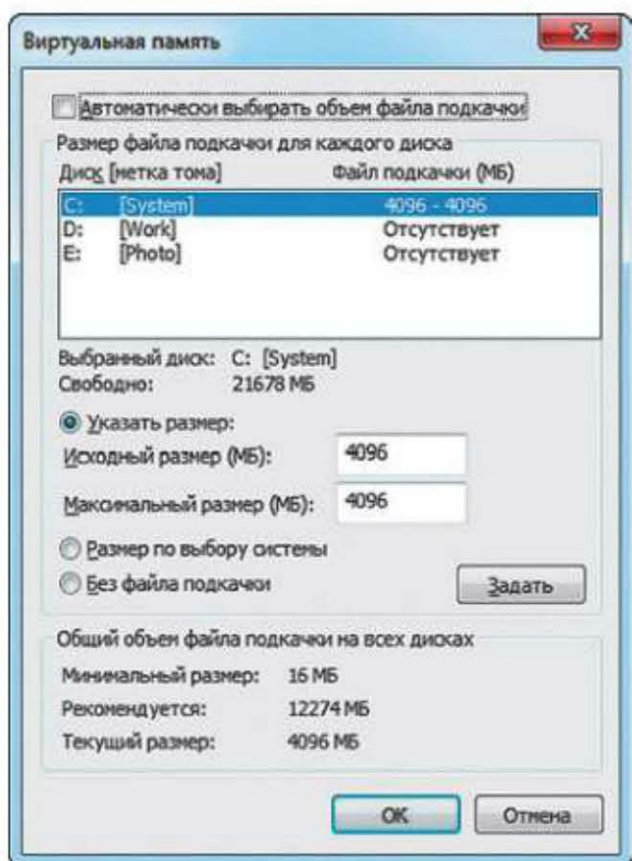 Виртуальная память
Автоматически выбирать объем файла подкачки
Размер файла подкачки для каждого диска
Диск [метка тома] Файл подкачки (МБ)
C: [System] 4096 - 4096
D: [Work] Отсутствует
E: [Photo] Отсутствует
Выбранный диск: C: [System]
Свободно: 21678 МБ
Указать размер:
Исходный размер (МБ): 4096
Максимальный размер (МБ): 4096
Размер по выбору системы
Без файла подкачки
Задать
Общий объем файла подкачки на всех дисках
Минимальный размер: 16 МБ
Рекомендуется: 12274 МБ
Текущий размер: 4096 МБ
OK Отмена